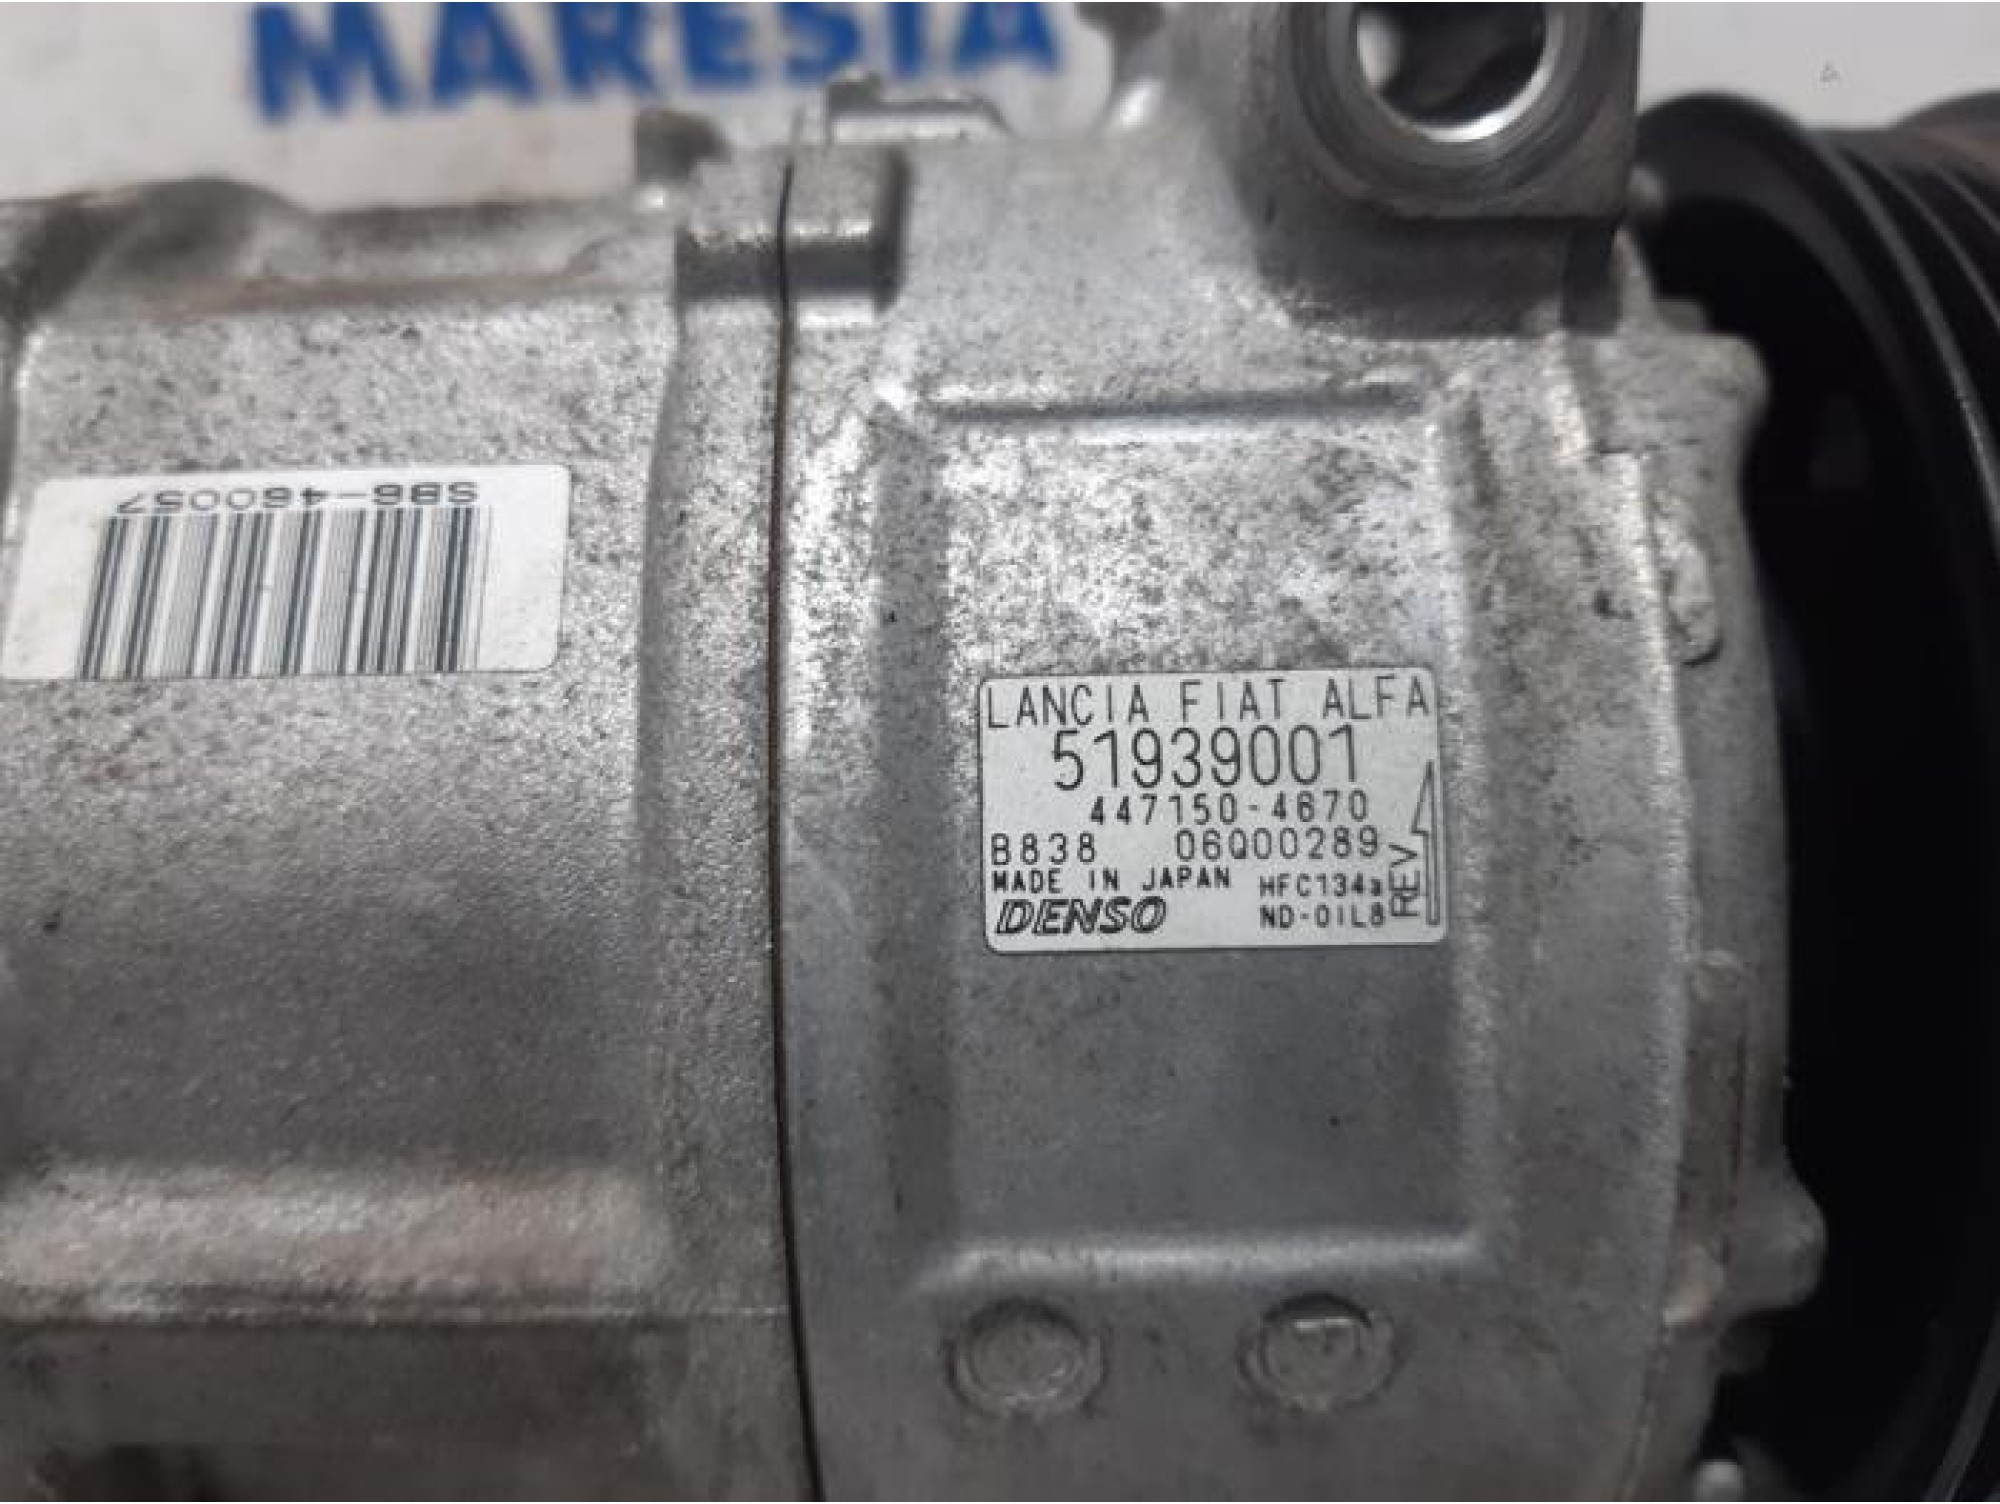 MARESIA
SB6-460057
LANCIA FIAT ALFA
51939001
447150-4670
B838 06Q00289
MADE IN JAPAN HFC134a
DENSO ND-OIL8
REV